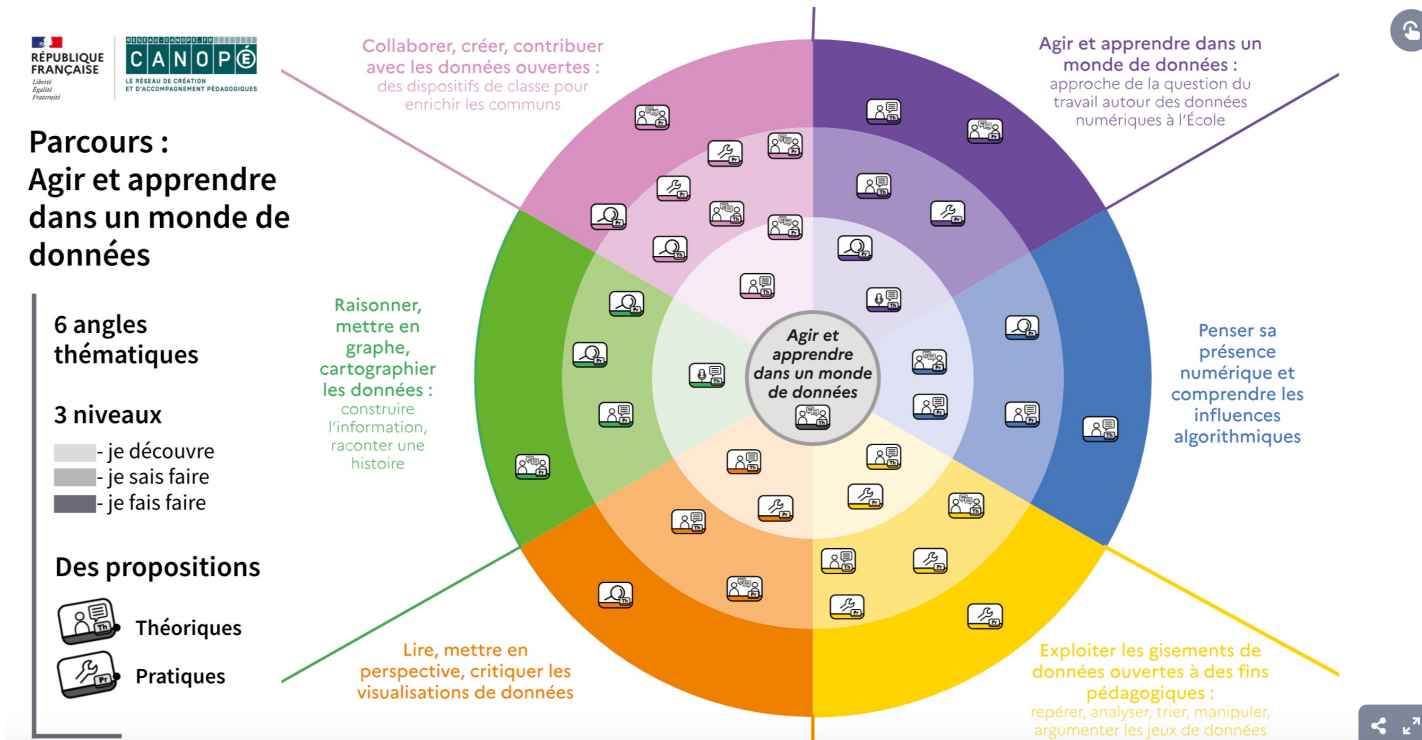 RÉPUBLIQUE
FRANÇAISE
Liberté
Égalité
Fraternité
RESEAU-CANOPE.FR
CANOPÉ
LE RÉSEAU DE CRÉATION
ET D'ACCOMPAGNEMENT PÉDAGOGIQUES
Parcours :
Agir et apprendre
dans un monde de
données
6 angles
thématiques
3 niveaux
- je découvre
- je sais faire
- je fais faire
Des propositions
Th
Théoriques
Pr
Pratiques
Collaborer, créer, contribuer
avec les données ouvertes :
des dispositifs de classe pour
enrichir les communs
Agir et apprendre dans un
monde de données :
approche de la question du
travail autour des données
numériques à l'École
Raisonner,
mettre en
graphe,
cartographier
les données :
construire
l'information,
raconter une
histoire
Agir et
apprendre
dans un monde
de données
Penser sa
présence
numérique et
comprendre les
influences
algorithmiques
Lire, mettre en
perspective, critiquer les
visualisations de données
Exploiter les gisements de
données ouvertes à des fins
pédagogiques :
repérer, analyser, trier, manipuler,
argumenter les jeux de données